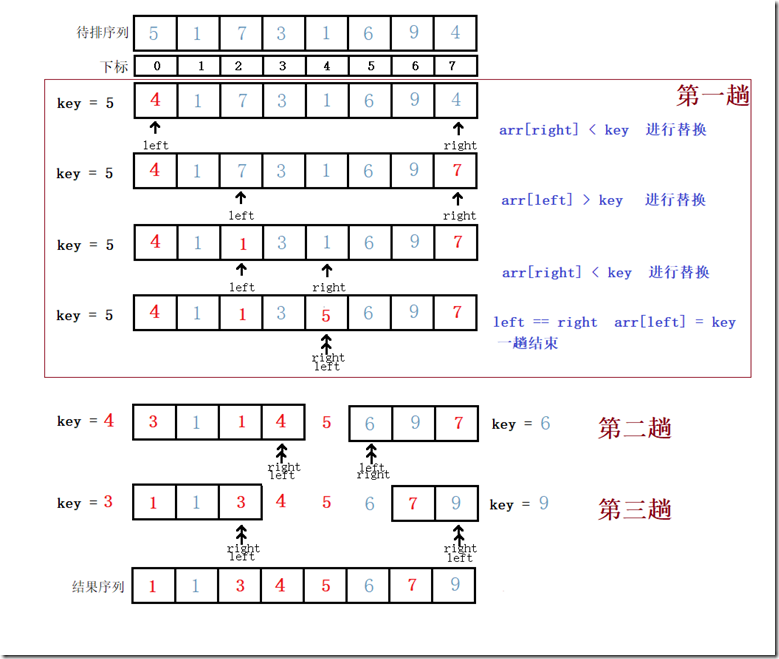 待排序列 5 1 7 3 1 6 9 4
下标 0 1 2 3 4 5 6 7
第一趟
key = 5 4 1 7 3 1 6 9 4
arr[right] < key 进行替换
left right
key = 5 4 1 7 3 1 6 9 7
arr[left] > key 进行替换
left right
key = 5 4 1 1 3 1 6 9 7
arr[right] < key 进行替换
left right
key = 5 4 1 1 3 5 6 9 7
left == right arr[left] = key
一趟结束
right
left
key = 4 3 1 1 4 5 6 9 7 key = 6 第二趟
right left
left right
key = 3 1 1 3 4 5 6 7 9 key = 9 第三趟
right right
left left
结果序列 1 1 3 4 5 6 7 9